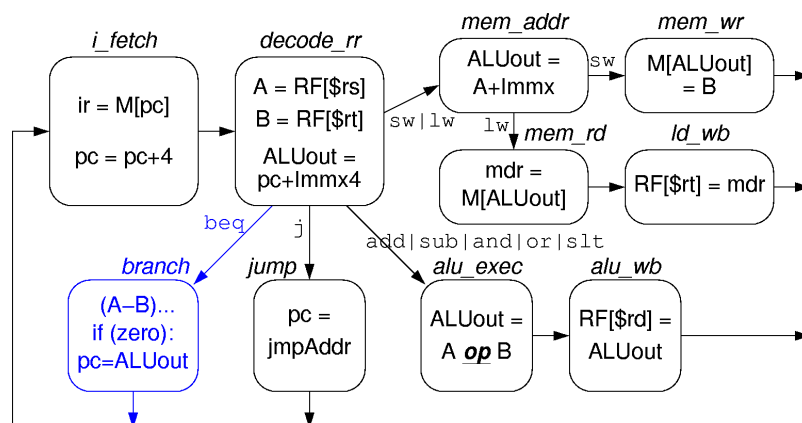 i_fetch
ir = M[pc]
pc = pc+4
decode_rr
A = RF[$rs]
B = RF[$rt]
ALUout =
pc+Immx4
sw|lw
mem_addr
ALUout =
A+Immx
sw
lw
mem_wr
M[ALUout]
= B
mem_rd
mdr =
M[ALUout]
ld_wb
RF[$rt] = mdr
beq
j
add|sub|and|or|slt
branch
(A−B)...
if (zero):
pc=ALUout
jump
pc =
jmpAddr
alu_exec
ALUout =
A op B
alu_wb
RF[$rd] =
ALUout